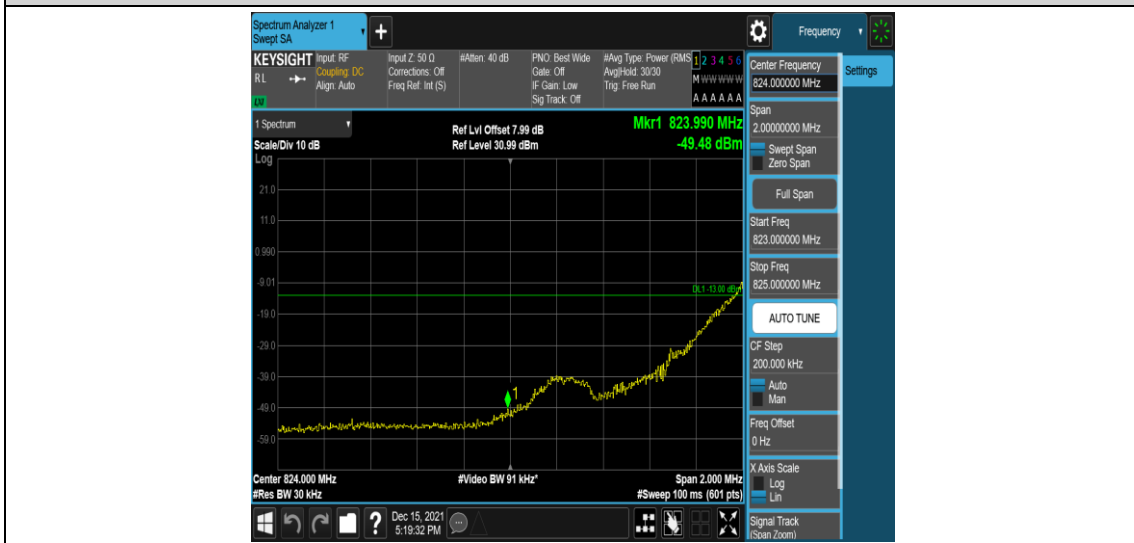 Spectrum Analyzer 1
Swept SA
Frequency
KEYSIGHT
RL
LXI
Input: RF
Coupling: DC
Align: Auto
Input Z: 50 Ω
Corrections: Off
Freq Ref: Int (S)
#Atten: 40 dB
PNO: Best Wide
Gate: Off
IF Gain: Low
Sig Track: Off
#Avg Type: Power (RMS
Avg|Hold: 30/30
Trig: Free Run
1 2 3 4 5 6
M W W W W W
A A A A A A
Center Frequency
824.000000 MHz
Settings
Span
2.00000000 MHz
Swept Span
Zero Span
Full Span
Start Freq
823.000000 MHz
Stop Freq
825.000000 MHz
AUTO TUNE
CF Step
200.000 kHz
Auto
Man
Freq Offset
0 Hz
X Axis Scale
Log
Lin
Signal Track
(Span Zoom)
1 Spectrum
Scale/Div 10 dB
Ref Lvl Offset 7.99 dB
Ref Level 30.99 dBm
Mkr1 823.990 MHz
-49.48 dBm
Log
21.0
11.0
0.990
-9.01
DL1 -13.00 dBm
-19.0
-29.0
-39.0
1
-49.0
-59.0
Center 824.000 MHz
#Video BW 91 kHz*
Span 2.000 MHz
#Res BW 30 kHz
#Sweep 100 ms (601 pts)
Dec 15, 2021
5:19:32 PM